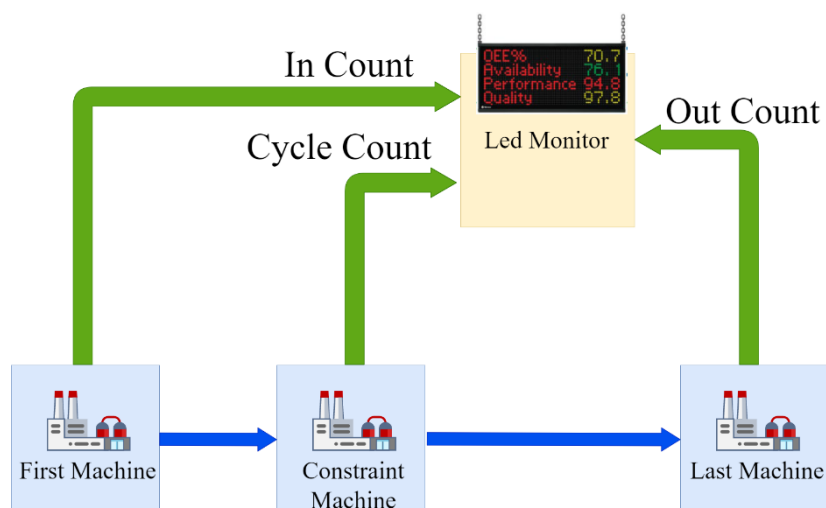 In Count
OEE% 70.7
Availability 76.1
Performance 94.8
Quality 97.8
Out Count
Led Monitor
Cycle Count
First Machine
Constraint
Machine
Last Machine